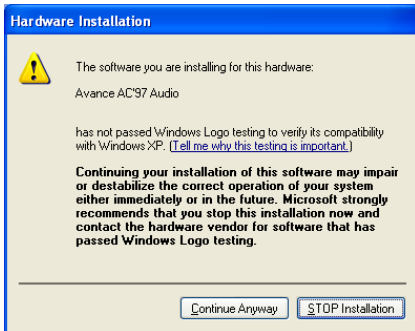 Hardware Installation
The software you are installing for this hardware:
Avance AC'97 Audio
has not passed Windows Logo testing to verify its compatibility
with Windows XP. (Tell me why this testing is important.)
Continuing your installation of this software may impair
or destabilize the correct operation of your system
either immediately or in the future. Microsoft strongly
recommends that you stop this installation now and
contact the hardware vendor for software that has
passed Windows Logo testing.
Continue Anyway STOP Installation